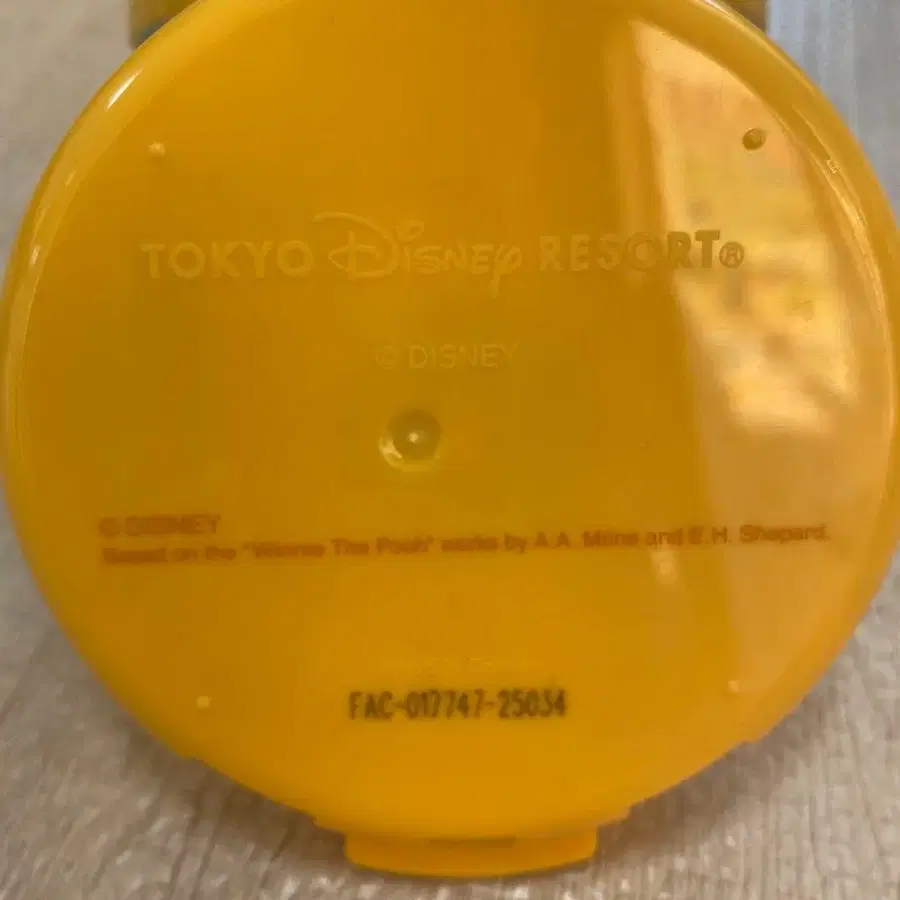 TOKYO DISNEY RESORT®
© DISNEY
© DISNEY
Based on the "Winnie The Pooh" works by A.A. Milne and E.H. Shepard.
FAC-017747-25034